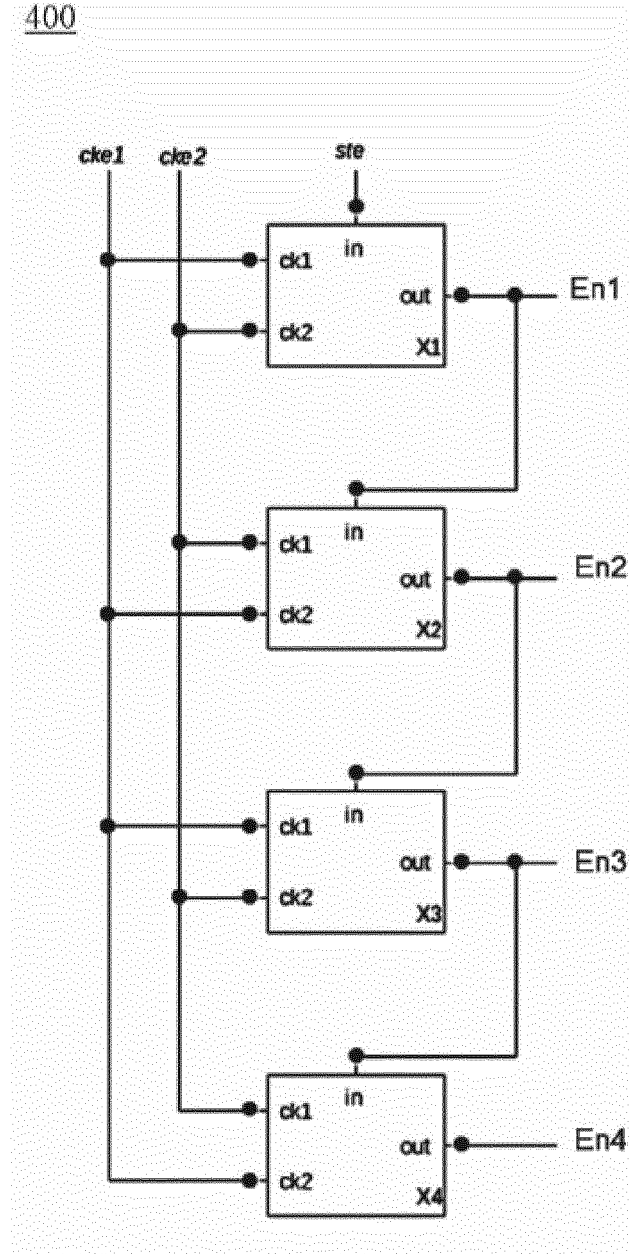 400
cke1 cke2 ste
in
ck1
out En1
ck2
X1
in
ck1
out En2
ck2
X2
in
ck1
out En3
ck2
X3
in
ck1
out En4
ck2
X4